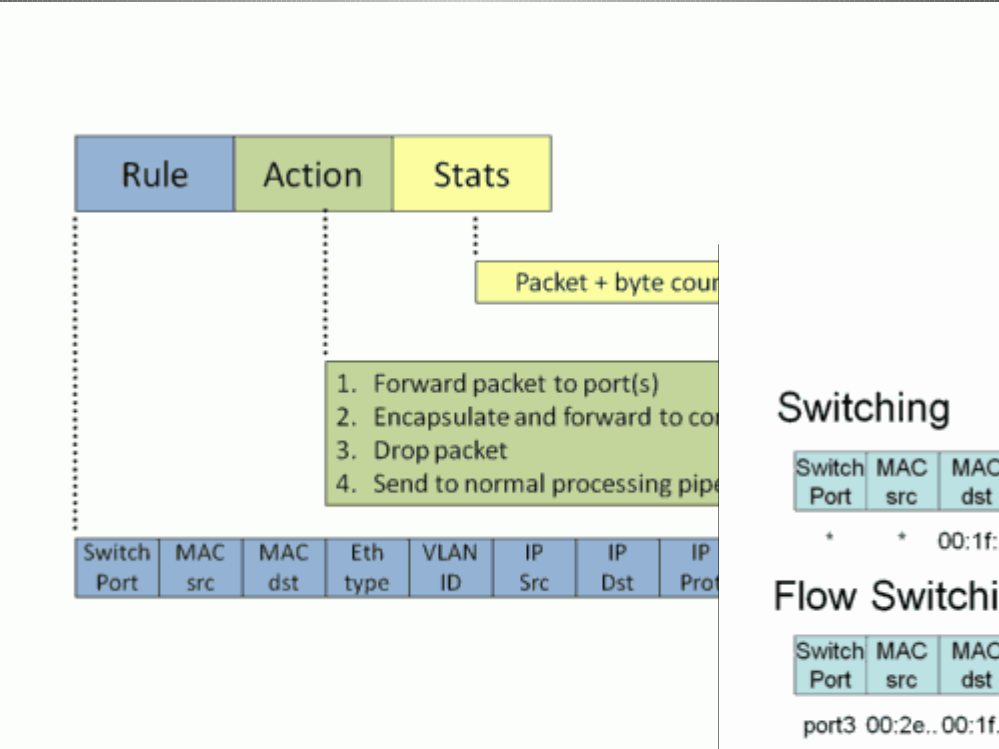 Rule Action Stats
Packet + byte coun
1. Forward packet to port(s)
2. Encapsulate and forward to con
3. Drop packet
4. Send to normal processing pipe
Switch Port MAC src MAC dst Eth type VLAN ID IP Src IP Dst IP Prot
Switching
Switch Port MAC src MAC dst
* * 00:1f:
Flow Switchi
Switch Port MAC src MAC dst
port3 00:2e.. 00:1f.